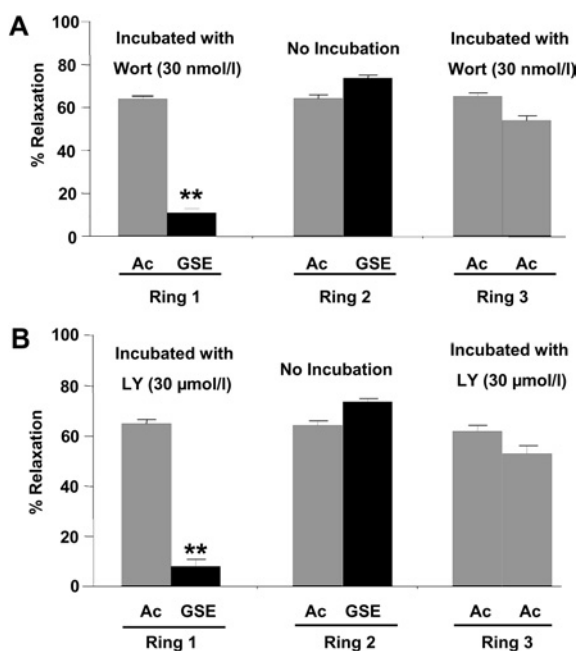 A
Incubated with
Wort (30 nmol/l)
No Incubation
Incubated with
Wort (30 nmol/l)
% Relaxation
100
80
60
40
20
0
**
Ac GSE Ac GSE Ac Ac
Ring 1 Ring 2 Ring 3
B
Incubated with
LY (30 µmol/l)
No Incubation
Incubated with
LY (30 µmol/l)
% Relaxation
100
80
60
40
20
0
**
Ac GSE Ac GSE Ac Ac
Ring 1 Ring 2 Ring 3